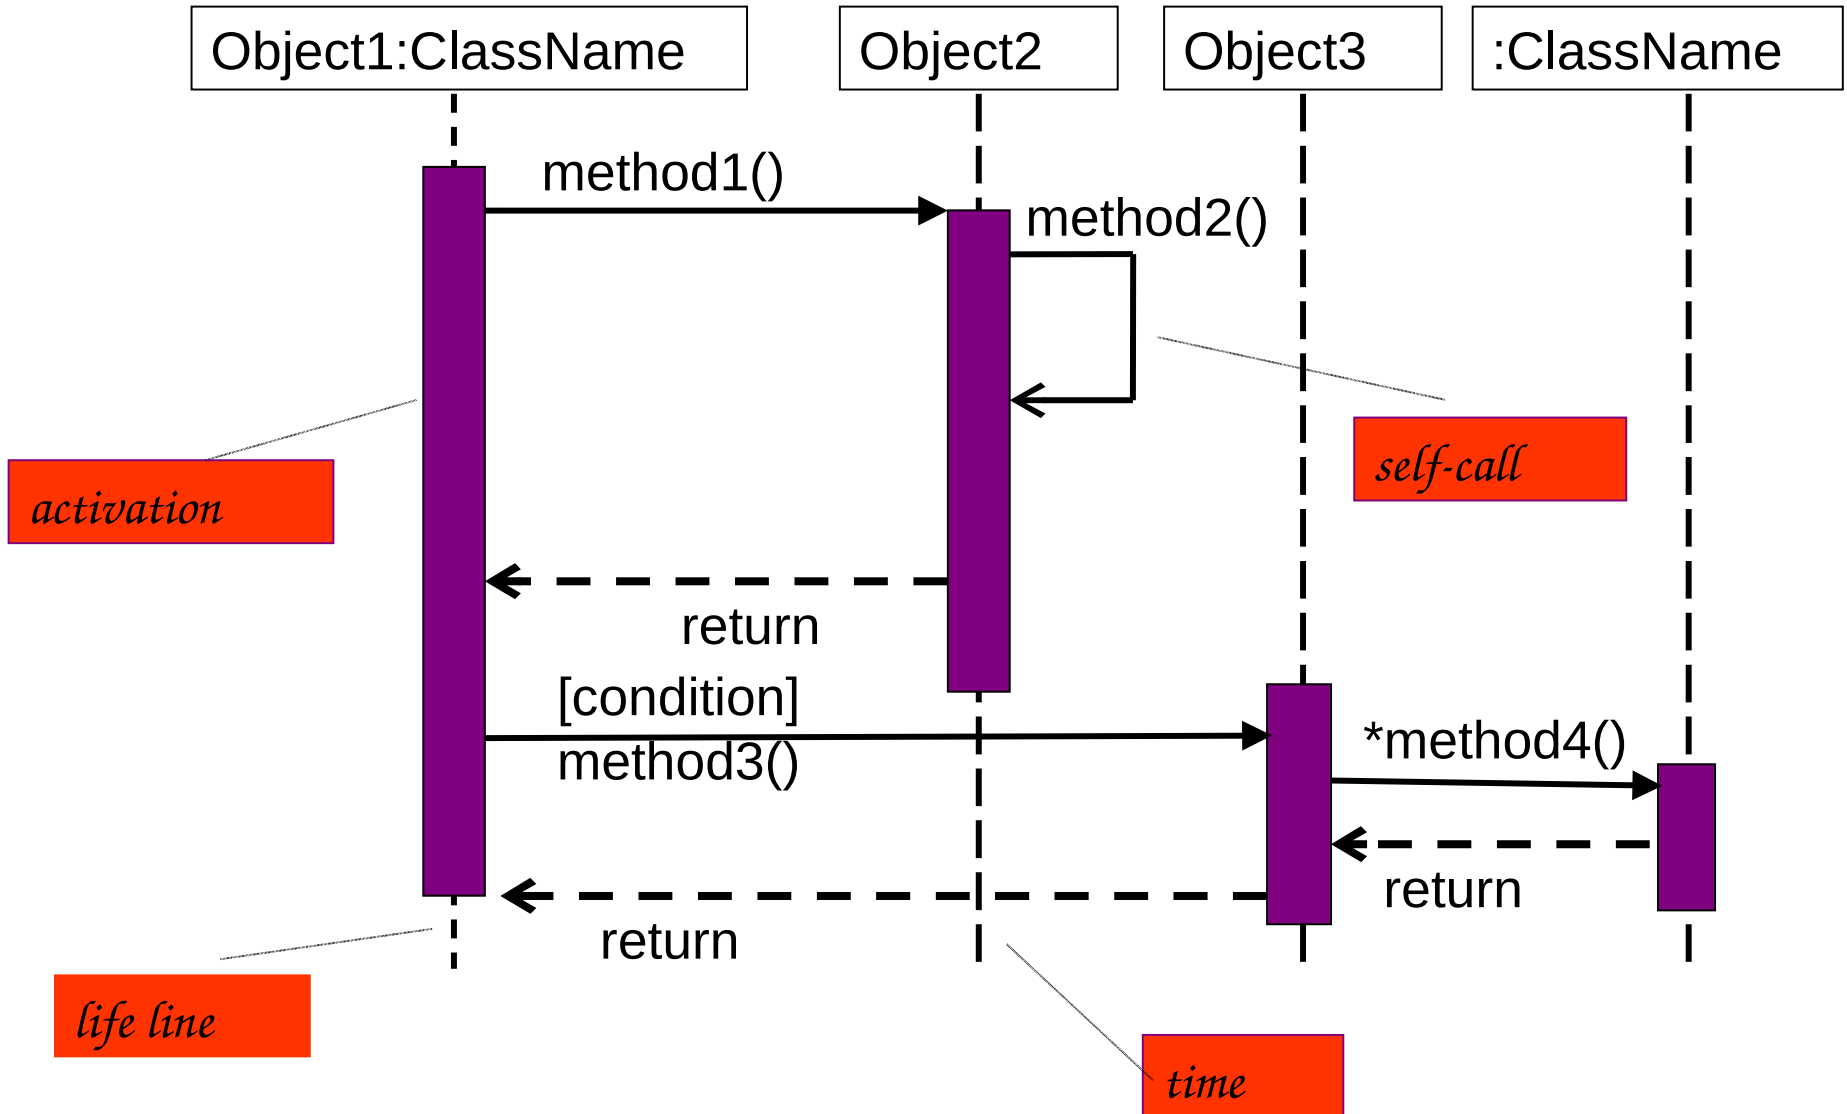 Object1:ClassName
Object2
Object3
:ClassName
method1()
method2()
self-call
activation
return
[condition]
method3()
*method4()
return
return
life line
time